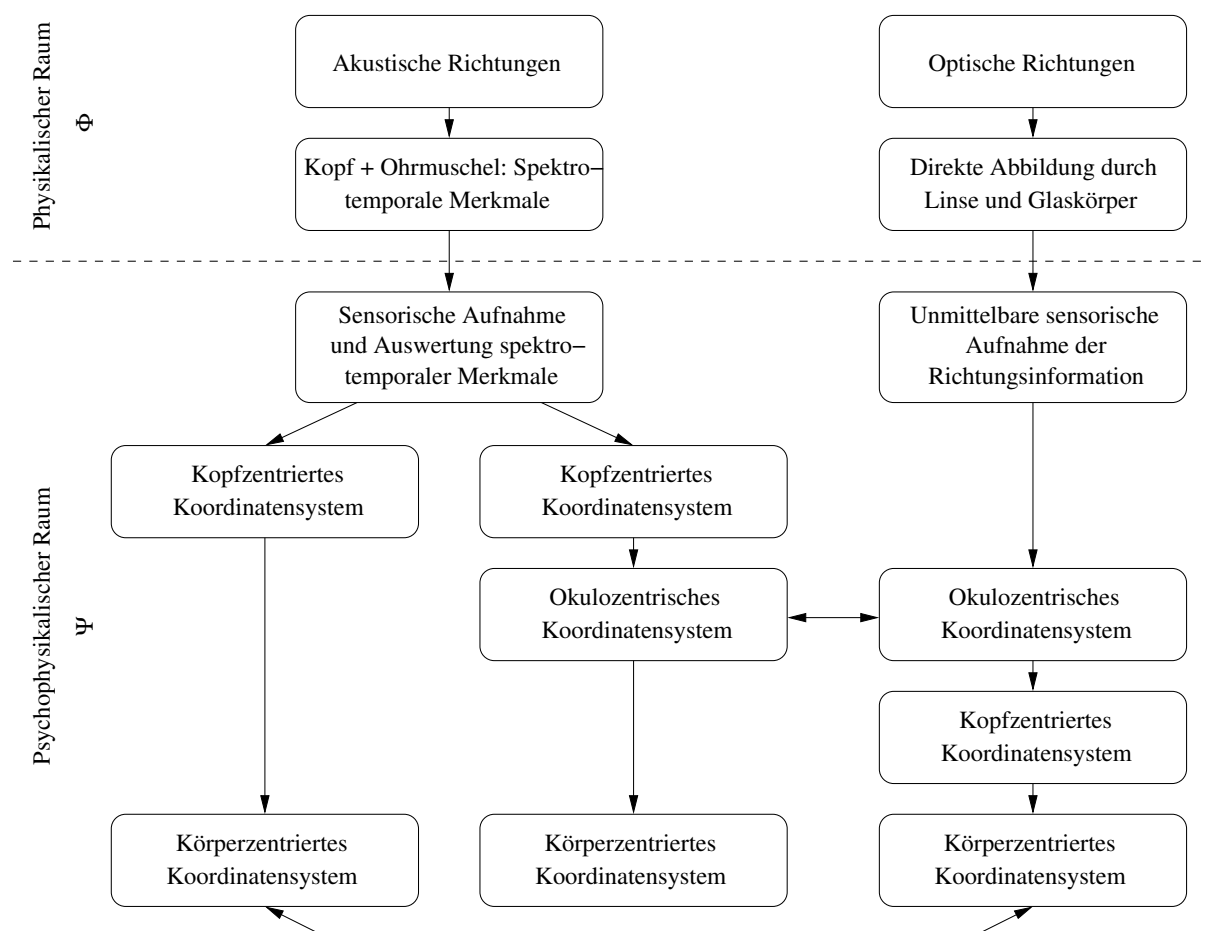 Physikalischer Raum
Φ
Akustische Richtungen
Optische Richtungen
Kopf + Ohrmuschel: Spektro–
temporale Merkmale
Direkte Abbildung durch
Linse und Glaskörper
Psychophysikalischer Raum
Ψ
Sensorische Aufnahme
und Auswertung spektro–
temporaler Merkmale
Unmittelbare sensorische
Aufnahme der
Richtungsinformation
Kopfzentriertes
Koordinatensystem
Kopfzentriertes
Koordinatensystem
Okulozentrisches
Koordinatensystem
Okulozentrisches
Koordinatensystem
Kopfzentriertes
Koordinatensystem
Körperzentriertes
Koordinatensystem
Körperzentriertes
Koordinatensystem
Körperzentriertes
Koordinatensystem